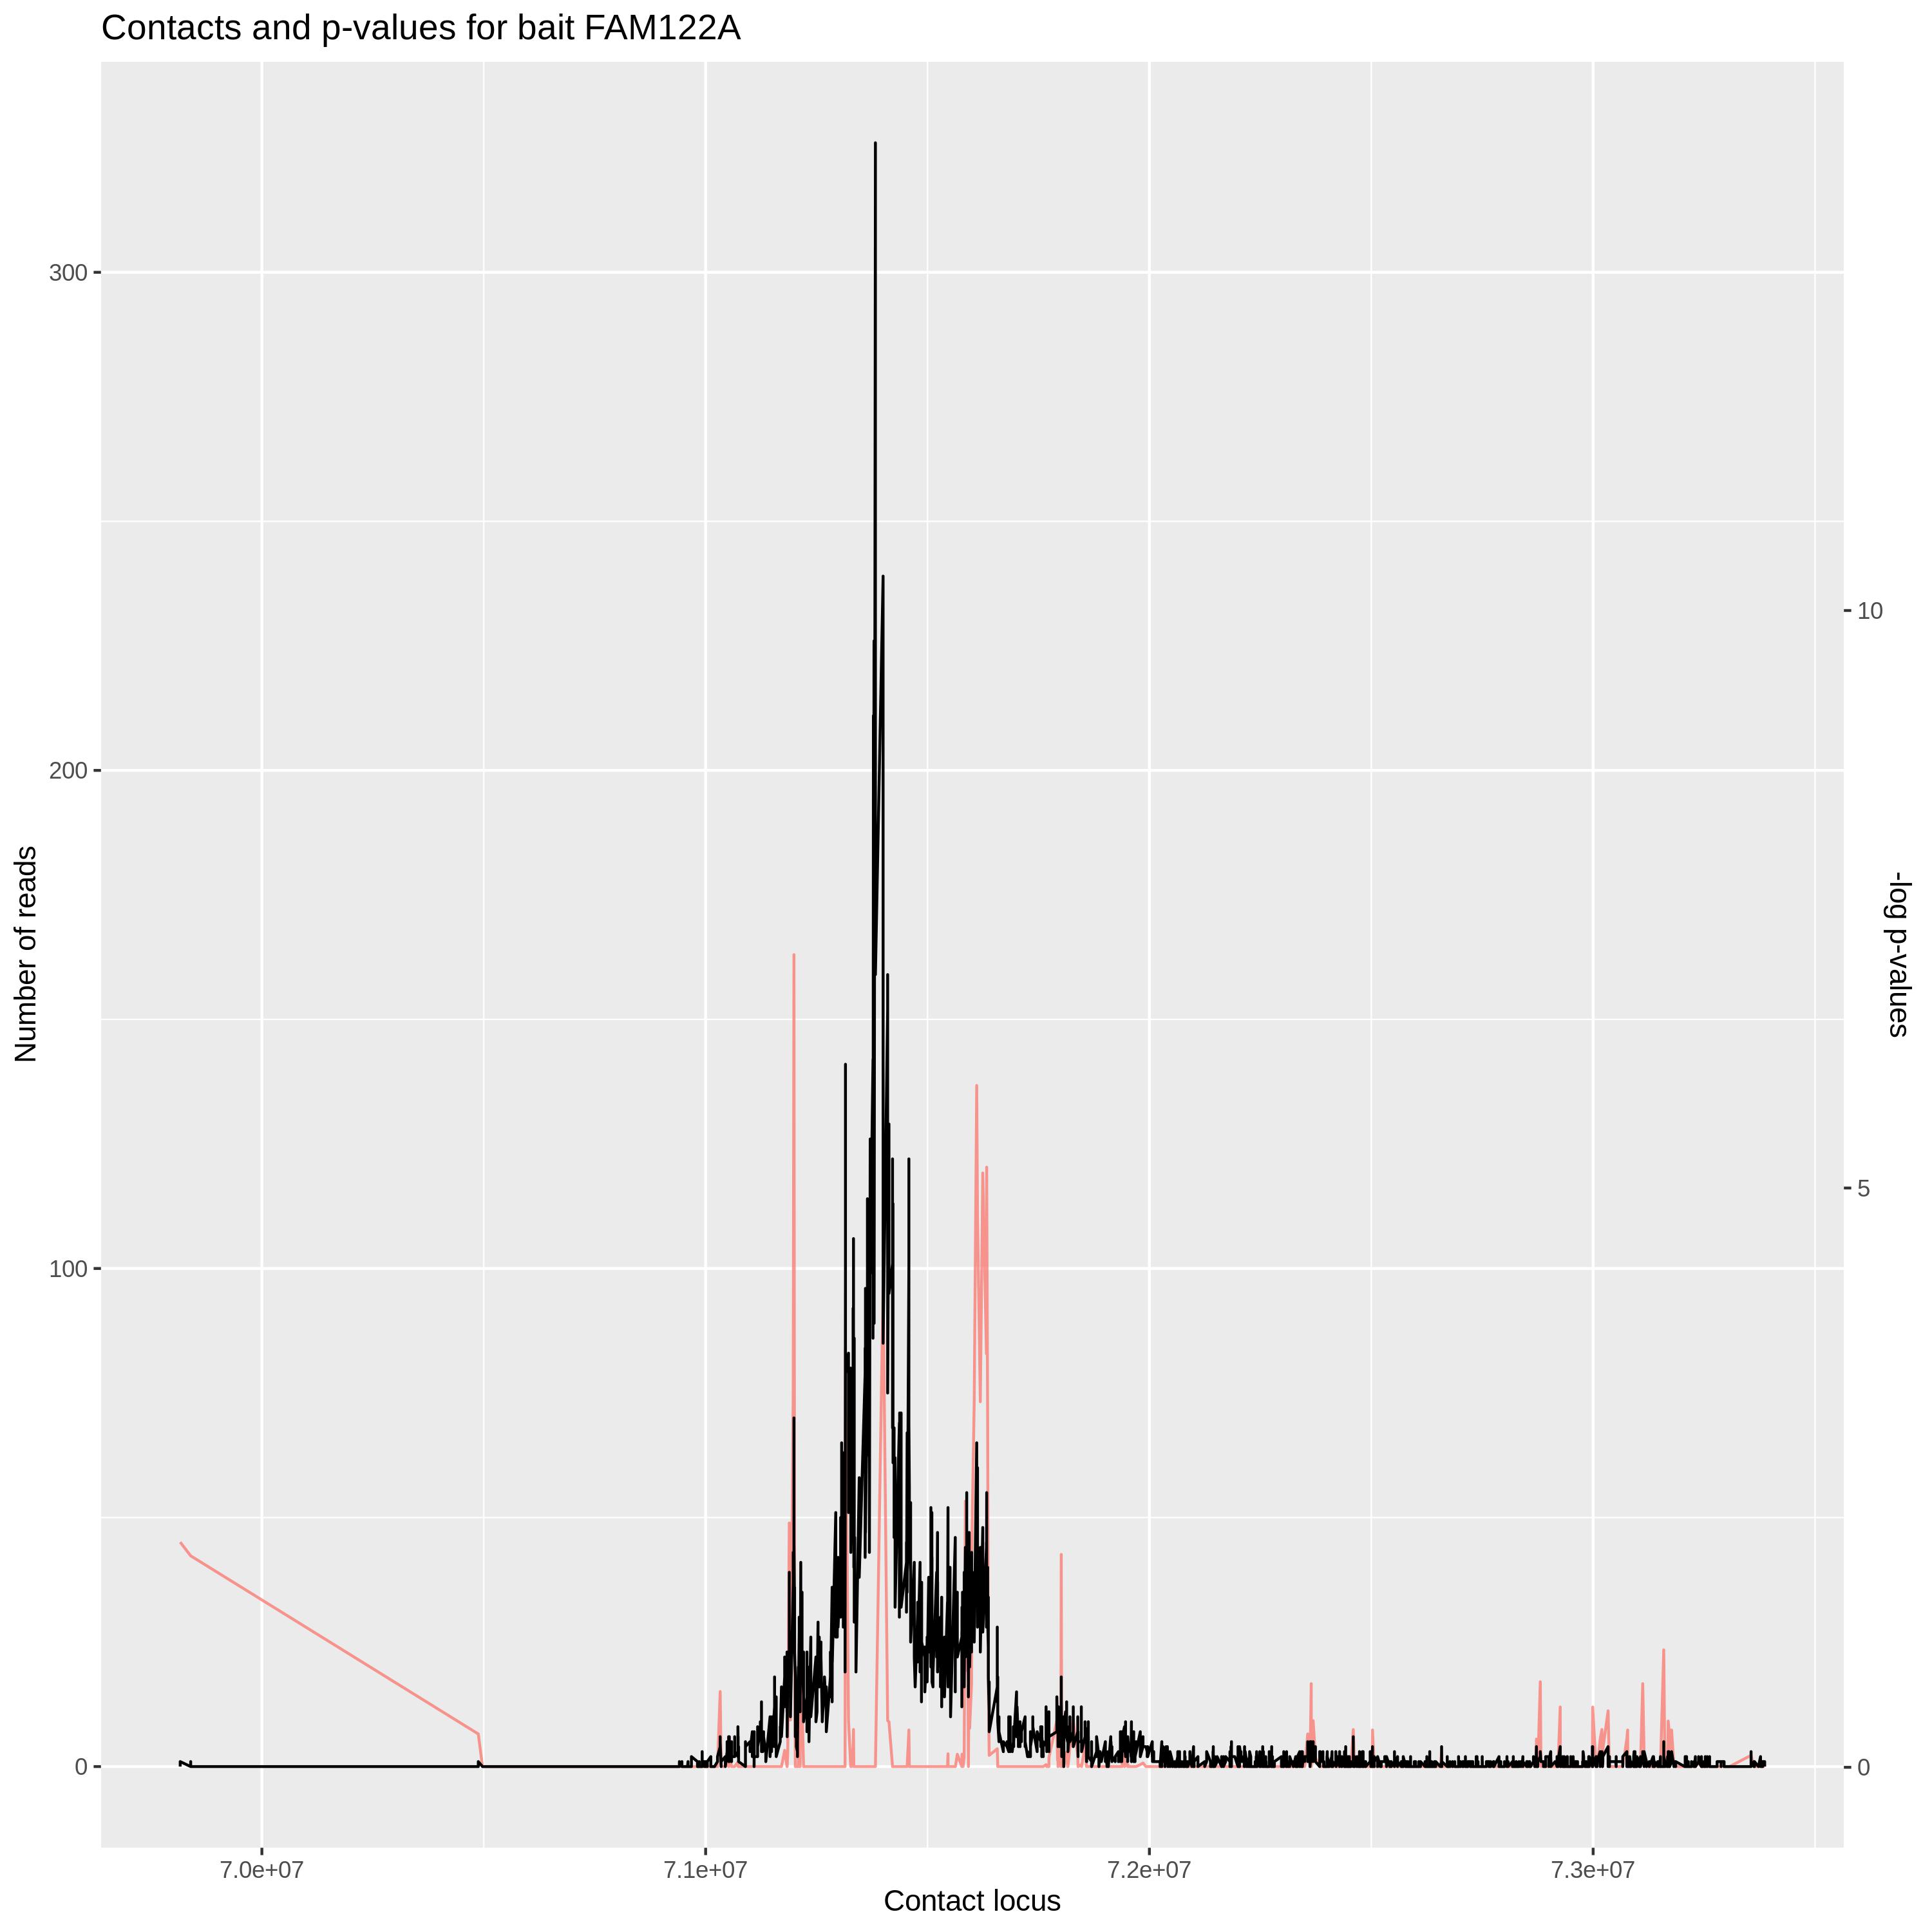 Contacts and p-values for bait FAM122A
Number of reads
300
200
100
0
10
5
0
-log p-values
7.0e+07
7.1e+07
7.2e+07
7.3e+07
Contact locus